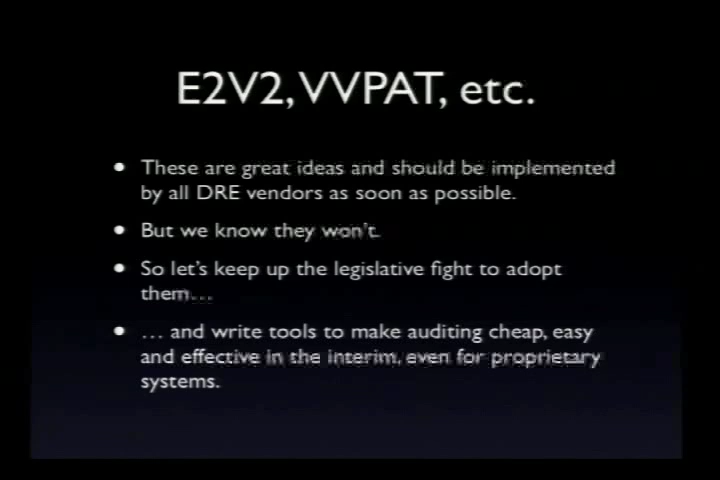 E2V2, VVPAT, etc.
• These are great ideas and should be implemented
by all DRE vendors as soon as possible.
• But we know they won't.
• So let's keep up the legislative fight to adopt
them...
• ... and write tools to make auditing cheap, easy
and effective in the interim, even for proprietary
systems.